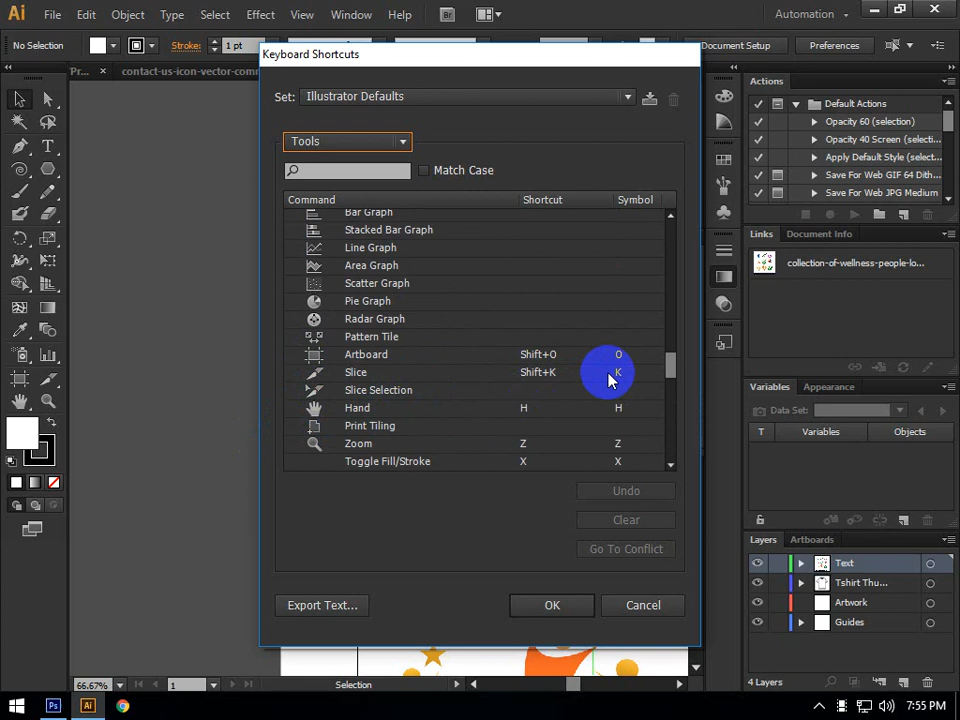 Ai File Edit Object Type Select Effect View Window Help Br Automation
No Selection Stroke: 1 pt Document Setup Preferences
contact-us-icon-vector-com
Keyboard Shortcuts
Set: Illustrator Defaults
Tools
Match Case
Command Shortcut Symbol
Bar Graph
Stacked Bar Graph
Line Graph
Area Graph
Scatter Graph
Pie Graph
Radar Graph
Pattern Tile
Artboard Shift+O O
Slice Shift+K K
Slice Selection
Hand H H
Print Tiling
Zoom Z Z
Toggle Fill/Stroke X X
Undo
Clear
Go To Conflict
Export Text... OK Cancel
Actions
Default Actions
Opacity 60 (selection)
Opacity 40 Screen (selecti...
Apply Default Style (select...
Save For Web GIF 64 Dith...
Save For Web JPG Medium
Links Document Info
collection-of-wellness-people-lo...
Variables Appearance
Data Set:
T Variables Objects
Layers Artboards
Text
Tshirt Thu...
Artwork
Guides
4 Layers
66.67% 1 Selection
Ps Ai 7:55 PM